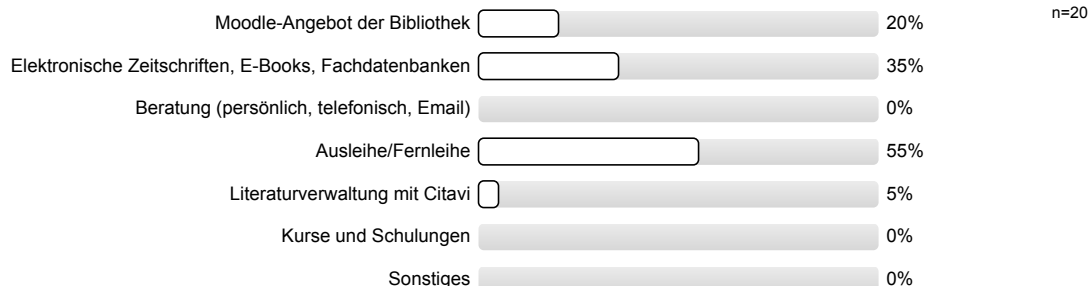 Moodle-Angebot der Bibliothek 20% n=20
Elektronische Zeitschriften, E-Books, Fachdatenbanken 35%
Beratung (persönlich, telefonisch, Email) 0%
Ausleihe/Fernleihe 55%
Literaturverwaltung mit Citavi 5%
Kurse und Schulungen 0%
Sonstiges 0%